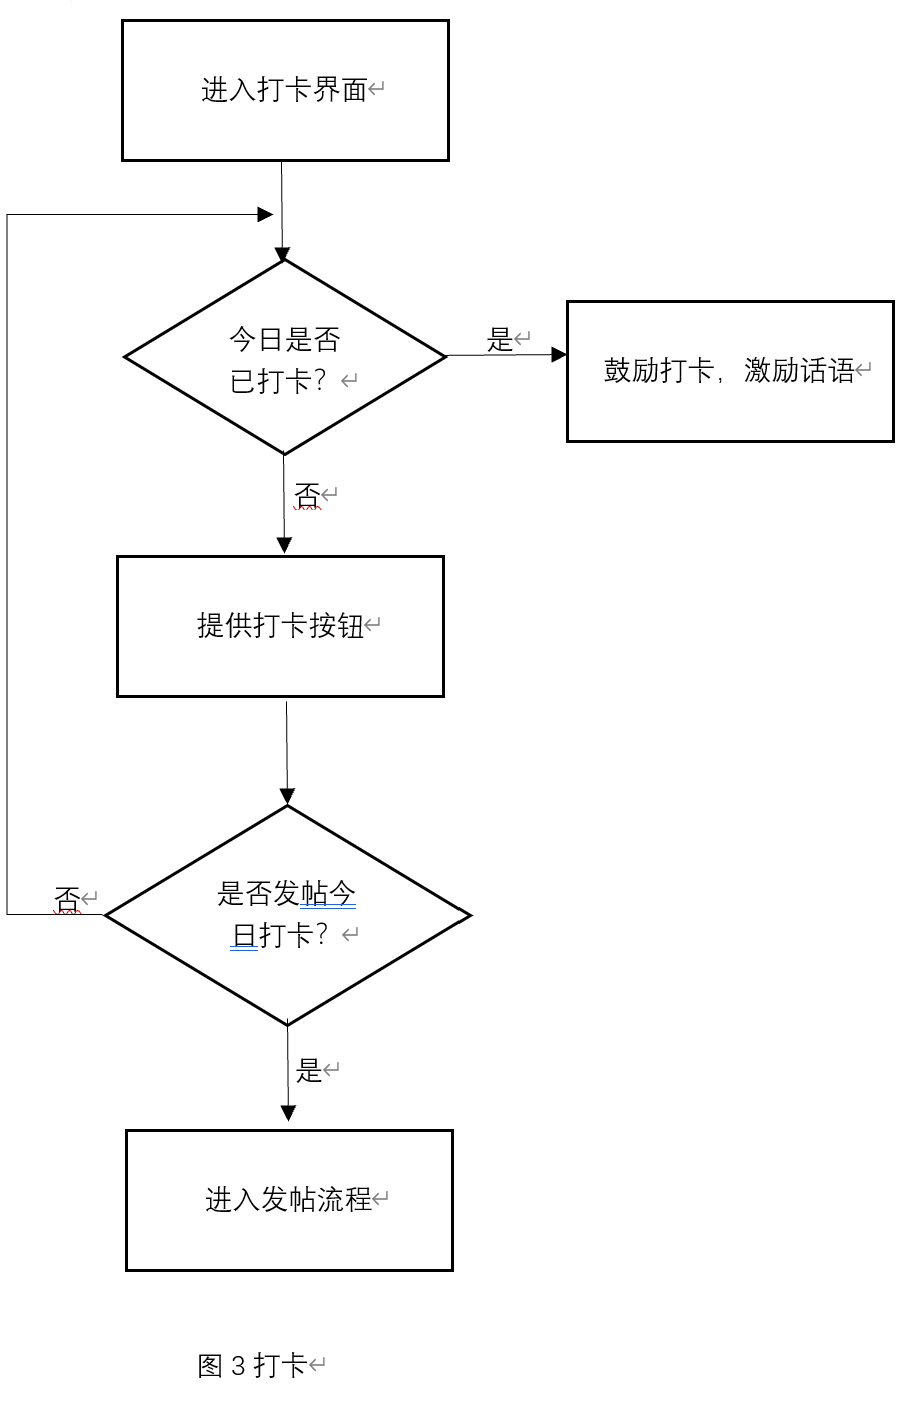 进入打卡界面
今日是否
已打卡？
是
鼓励打卡，激励话语
否
提供打卡按钮
是否发帖今
日打卡？
否
是
进入发帖流程
图 3 打卡